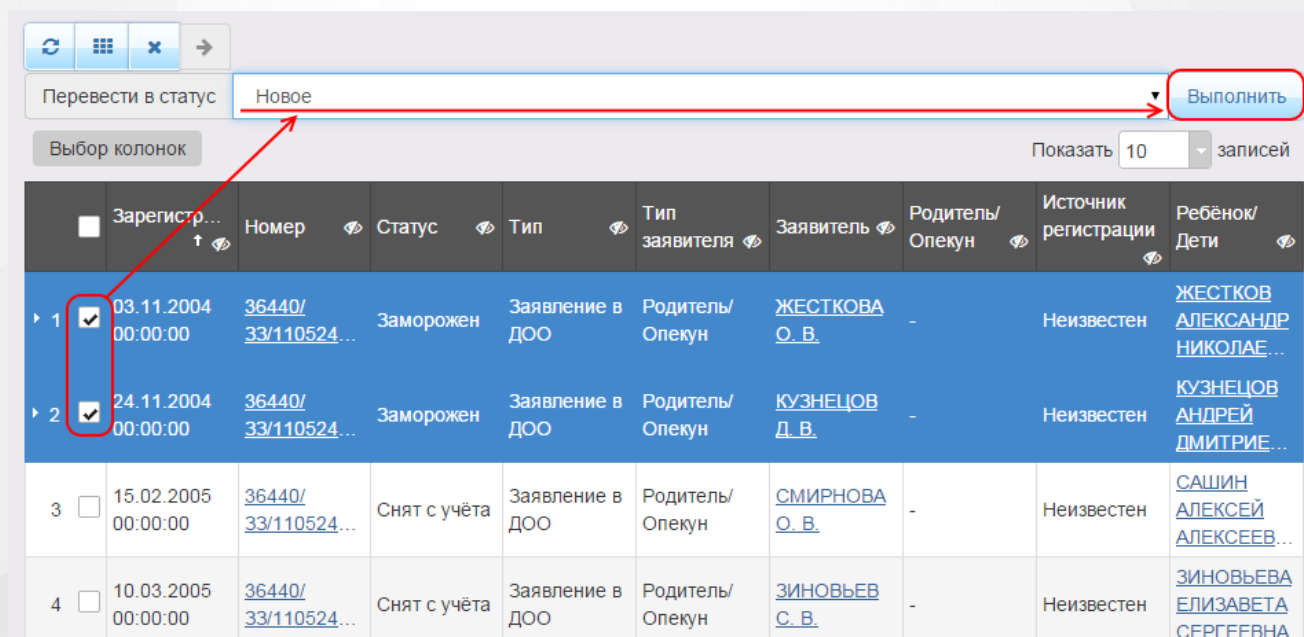 Перевести в статус Новое Выполнить
Выбор колонок Показать 10 записей
Зарегистр... Номер Статус Тип Тип заявителя Заявитель Родитель/ Опекун Источник регистрации Ребёнок/ Дети
1 03.11.2004 36440/ Заморожен Заявление в Родитель/ ЖЕСТКОВА - Неизвестен ЖЕСТКОВ
00:00:00 33/110524... ДОО Опекун О. В. АЛЕКСАНДР
НИКОЛАЕ...
2 24.11.2004 36440/ Заморожен Заявление в Родитель/ КУЗНЕЦОВ - Неизвестен КУЗНЕЦОВ
00:00:00 33/110524... ДОО Опекун Д. В. АНДРЕЙ
ДМИТРИЕ...
3 15.02.2005 36440/ Снят с учёта Заявление в Родитель/ СМИРНОВА - Неизвестен САШИН
00:00:00 33/110524... ДОО Опекун О. В. АЛЕКСЕЙ
АЛЕКСЕЕВ...
4 10.03.2005 36440/ Снят с учёта Заявление в Родитель/ ЗИНОВЬЕВ - Неизвестен ЗИНОВЬЕВА
00:00:00 33/110524... ДОО Опекун С. В. ЕЛИЗАВЕТА
СЕРГЕЕВНА